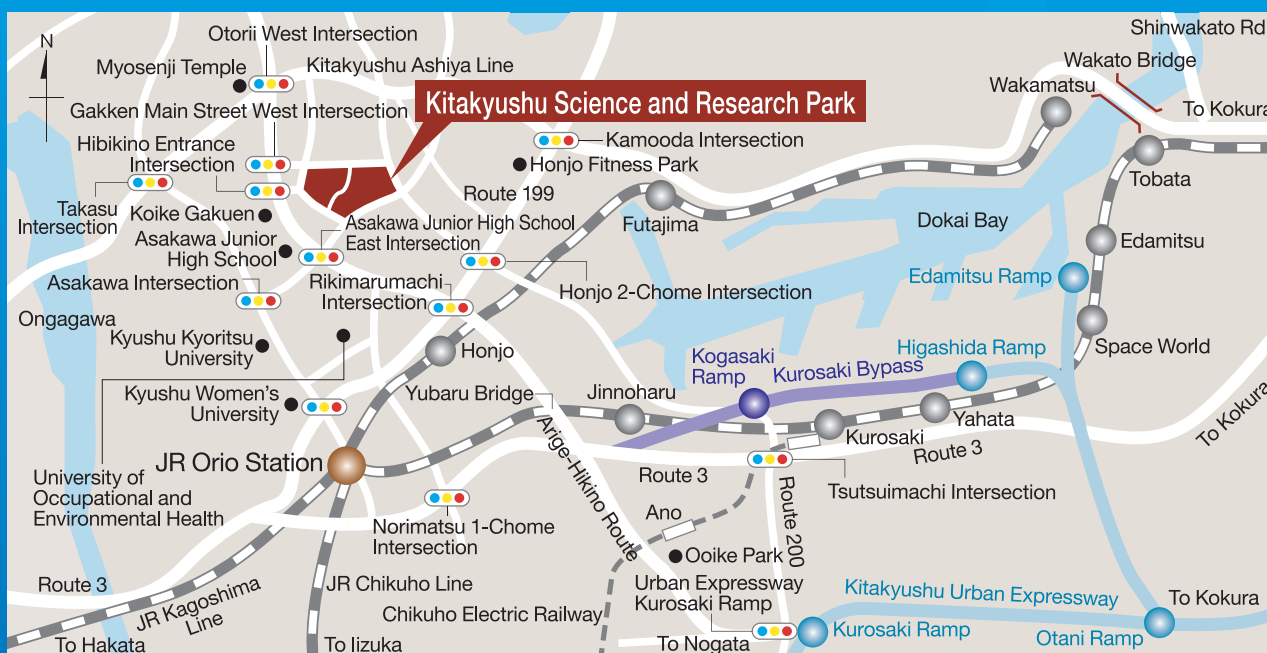 N
Otorii West Intersection
Myosenji Temple
Kitakyushu Ashiya Line
Gakken Main Street West Intersection
Kitakyushu Science and Research Park
Shinwakato Rd
Wakato Bridge
Wakamatsu
To Kokura
Hibikino Entrance
Intersection
Kamooda Intersection
Honjo Fitness Park
Tobata
Takasu
Intersection
Koike Gakuen
Route 199
Futajima
Dokai Bay
Asakawa Junior
High School
Asakawa Junior High School
East Intersection
Edamitsu
Edamitsu Ramp
Asakawa Intersection
Rikimarumachi
Intersection
Honjo 2-Chome Intersection
Ongagawa
Kyushu Kyoritsu
University
Honjo
Kogasaki
Ramp
Kurosaki Bypass
Higashida Ramp
Space World
Kyushu Women's
University
Yubaru Bridge
Jinnoharu
Yahata
Kurosaki
To Kokura
JR Orio Station
Arige-Hikino Route
Route 3
Route 3
University of
Occupational and
Environmental Health
Tsutsuimachi Intersection
Norimatsu 1-Chome
Intersection
Ano
Route 200
Ooike Park
Route 3
JR Kagoshima
Line
JR Chikuho Line
Chikuho Electric Railway
Urban Expressway
Kurosaki Ramp
Kitakyushu Urban Expressway
To Kokura
To Hakata
To Iizuka
To Nogata
Kurosaki Ramp
Otani Ramp